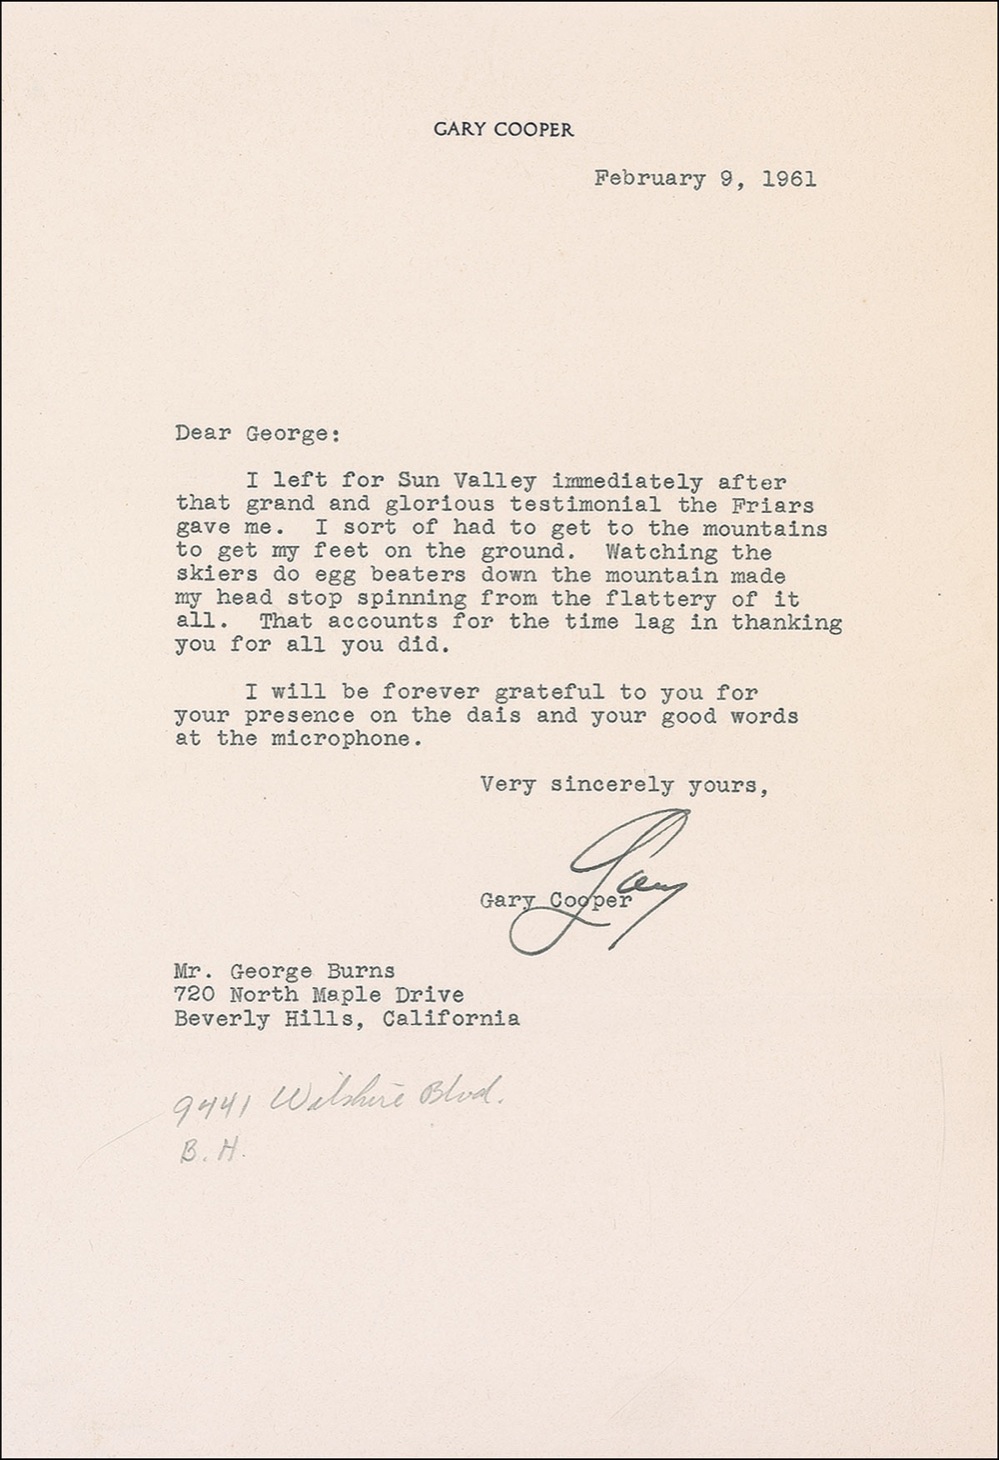 GARY COOPER
February 9, 1961
Dear George:
I left for Sun Valley immediately after
that grand and glorious testimonial the Friars
gave me. I sort of had to get to the mountains
to get my feet on the ground. Watching the
skiers do egg beaters down the mountain made
my head stop spinning from the flattery of it
all. That accounts for the time lag in thanking
you for all you did.
I will be forever grateful to you for
your presence on the dais and your good words
at the microphone.
Very sincerely yours,
Gary
Gary Cooper
Mr. George Burns
720 North Maple Drive
Beverly Hills, California
9441 Wilshire Blvd.
B. H.